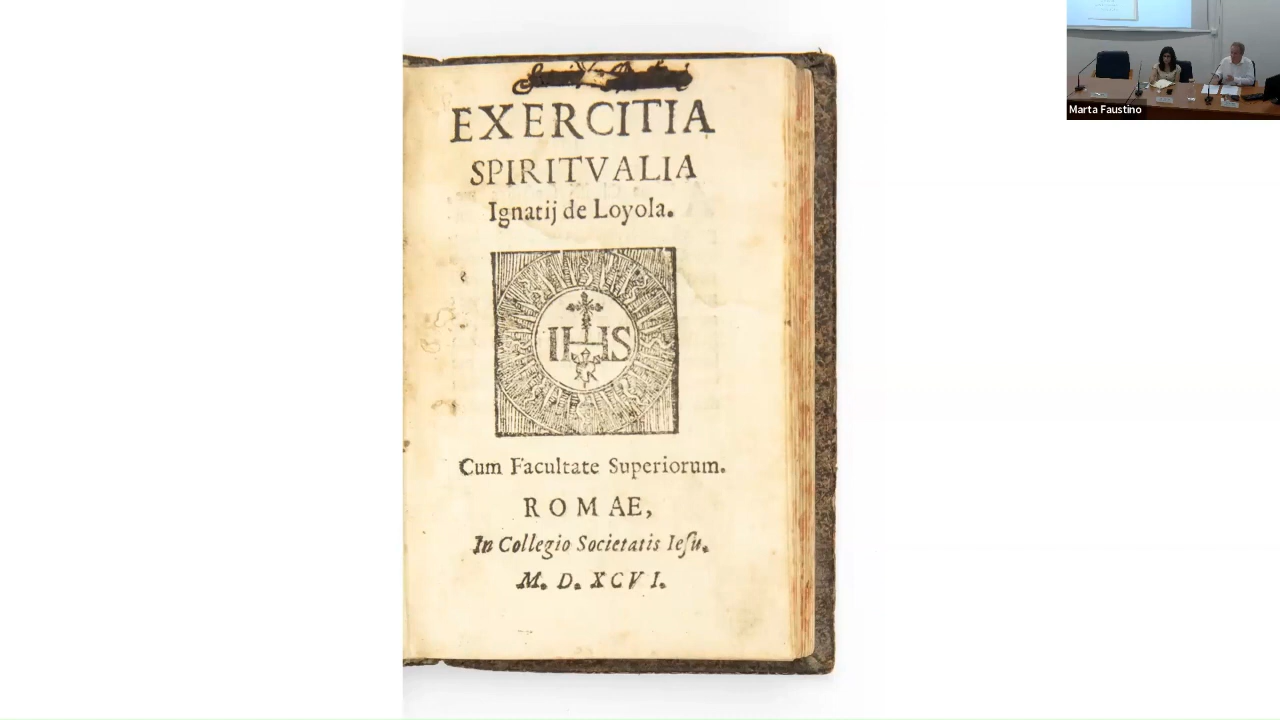 EXERCITIA
SPIRITVALIA
Ignatij de Loyola.
IHS
Cum Facultate Superiorum.
ROMAE,
In Collegio Societatis Iesu.
M. D. XCVI.
Marta Faustino